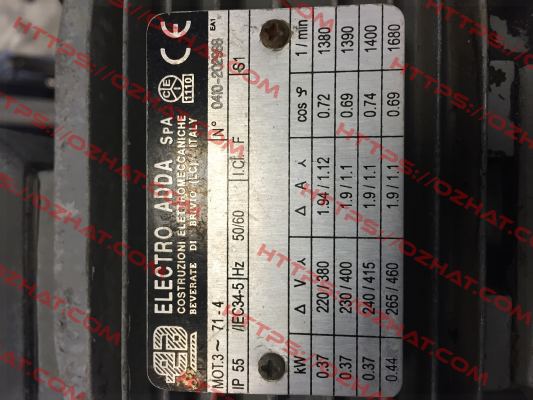 ELECTRO ADDA SPA
COSTRUZIONI ELETTROMECCANICHE
BEVERATE DI BRIVIO (LC) - ITALY
CE
1110
EA1
MOT.3~ 71-4 N°
IP 55 /IEC34-5 Hz 50/60 I.CL. F S
kW Δ V ⅄ Δ A ⅄ cos φ 1/min
0.37 220/380 1.94/1.12 0.72 1380
0.37 230/400 1.9/1.1 0.69 1390
0.37 240/415 1.9/1.1 0.74 1400
0.44 265/460 1.9/1.1 0.69 1680
HTTPS://OZHAT.COM